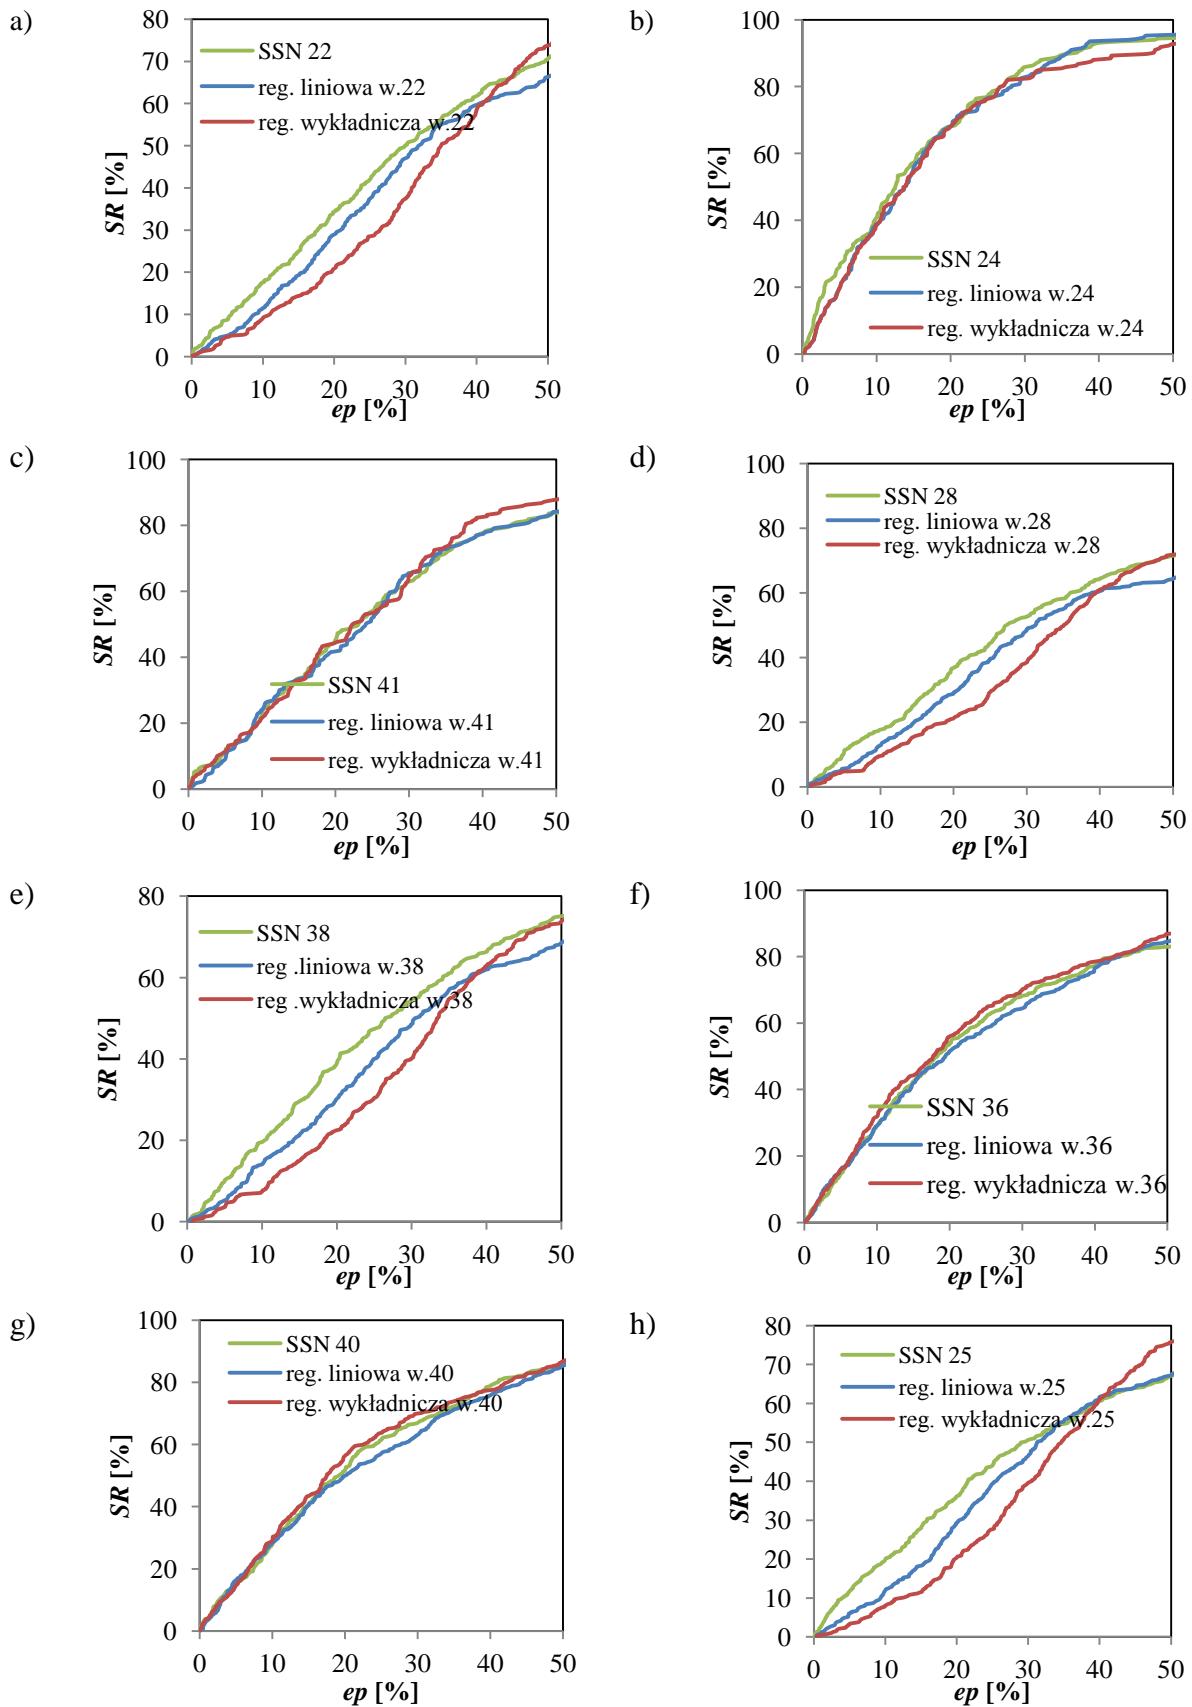 a)
80
70
60
50
40
30
20
10
0
SR [%]
SSN 22
reg. liniowa w.22
reg. wykładnicza w.22
0 10 20 30 40 50
ep [%]
b)
100
80
60
40
20
0
SR [%]
SSN 24
reg. liniowa w.24
reg. wykładnicza w.24
0 10 20 30 40 50
ep [%]
c)
100
80
60
40
20
0
SR [%]
SSN 41
reg. liniowa w.41
reg. wykładnicza w.41
0 10 20 30 40 50
ep [%]
d)
100
80
60
40
20
0
SR [%]
SSN 28
reg. liniowa w.28
reg. wykładnicza w.28
0 10 20 30 40 50
ep [%]
e)
80
60
40
20
0
SR [%]
SSN 38
reg .liniowa w.38
reg .wykładnicza w.38
0 10 20 30 40 50
ep [%]
f)
100
80
60
40
20
0
SR [%]
SSN 36
reg. liniowa w.36
reg. wykładnicza w.36
0 10 20 30 40 50
ep [%]
g)
100
80
60
40
20
0
SR [%]
SSN 40
reg. liniowa w.40
reg. wykładnicza w.40
0 10 20 30 40 50
ep [%]
h)
80
70
60
50
40
30
20
10
0
SR [%]
SSN 25
reg. liniowa w.25
reg. wykładnicza w.25
0 10 20 30 40 50
ep [%]